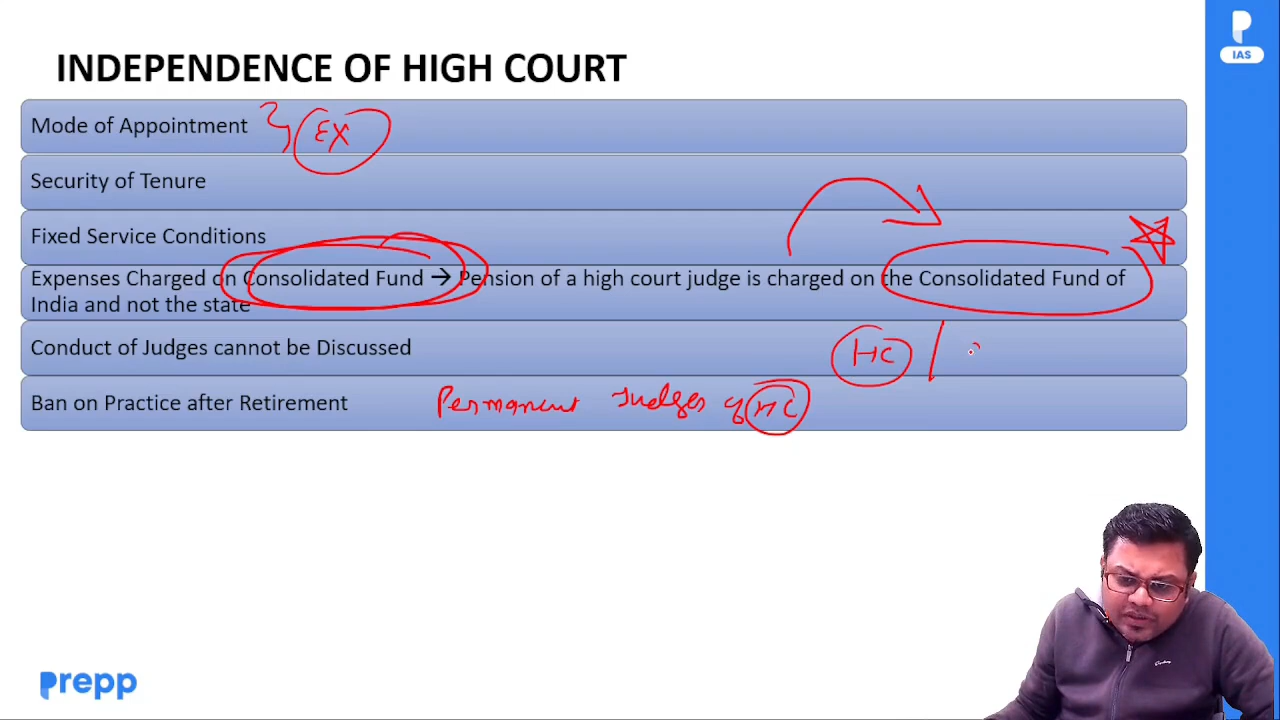 P
IAS
INDEPENDENCE OF HIGH COURT
Mode of Appointment EX
Security of Tenure
Fixed Service Conditions
Expenses Charged on Consolidated Fund → Pension of a high court judge is charged on the Consolidated Fund of
India and not the state
Conduct of Judges cannot be Discussed HC /
Ban on Practice after Retirement Permanent Judges of HC
prepp